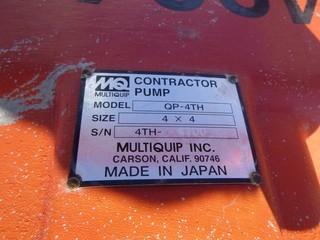 MQ CONTRACTOR
MULTIQUIP PUMP
MODEL QP-4TH
SIZE 4 × 4
S/N 4TH-
MULTIQUIP INC.
CARSON, CALIF. 90746
MADE IN JAPAN